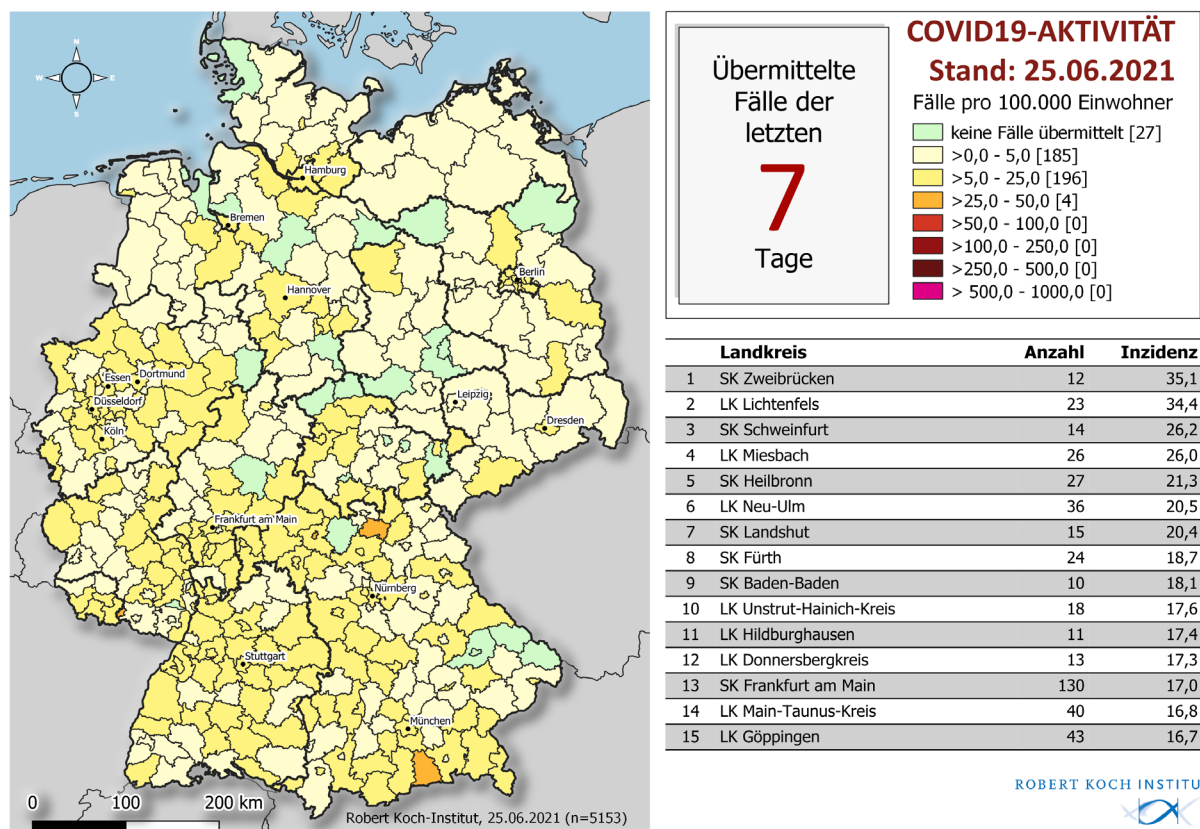 N
W
E
S
Hamburg
Bremen
Berlin
Hannover
Essen
Dortmund
Düsseldorf
Leipzig
Köln
Dresden
Frankfurt am Main
Nürnberg
Stuttgart
München
0 100 200 km
Robert Koch-Institut, 25.06.2021 (n=5153)
Übermittelte
Fälle der
letzten
7
Tage
COVID19-AKTIVITÄT
Stand: 25.06.2021
Fälle pro 100.000 Einwohner
keine Fälle übermittelt [27]
>0,0 - 5,0 [185]
>5,0 - 25,0 [196]
>25,0 - 50,0 [4]
>50,0 - 100,0 [0]
>100,0 - 250,0 [0]
>250,0 - 500,0 [0]
> 500,0 - 1000,0 [0]
Landkreis Anzahl Inzidenz
1 SK Zweibrücken 12 35,1
2 LK Lichtenfels 23 34,4
3 SK Schweinfurt 14 26,2
4 LK Miesbach 26 26,0
5 SK Heilbronn 27 21,3
6 LK Neu-Ulm 36 20,5
7 SK Landshut 15 20,4
8 SK Fürth 24 18,7
9 SK Baden-Baden 10 18,1
10 LK Unstrut-Hainich-Kreis 18 17,6
11 LK Hildburghausen 11 17,4
12 LK Donnersbergkreis 13 17,3
13 SK Frankfurt am Main 130 17,0
14 LK Main-Taunus-Kreis 40 16,8
15 LK Göppingen 43 16,7
ROBERT KOCH INSTITU